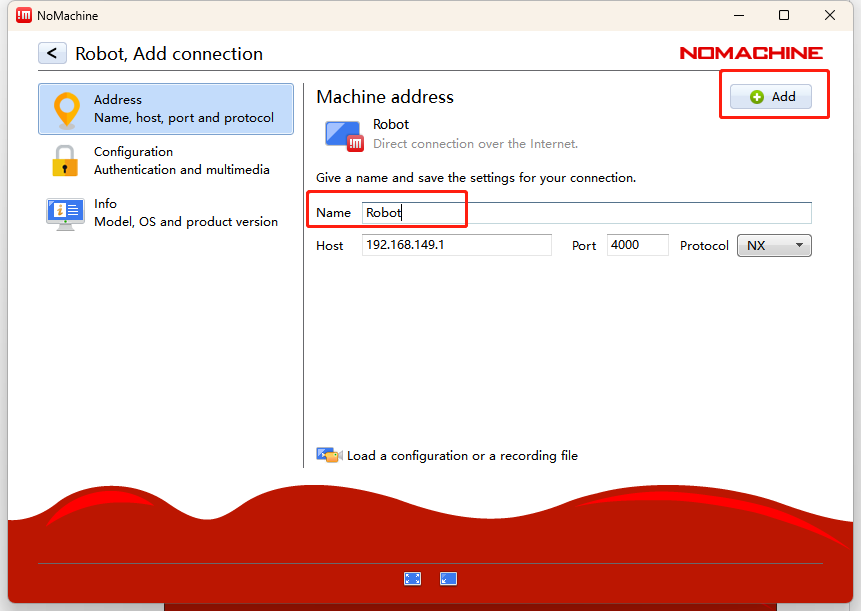 !m NoMachine
< Robot, Add connection
NOMACHINE
Address
Name, host, port and protocol
Configuration
Authentication and multimedia
Info
Model, OS and product version
Machine address
Add
!m
Robot
Direct connection over the Internet.
Give a name and save the settings for your connection.
Name Robot
Host 192.168.149.1 Port 4000 Protocol NX
Load a configuration or a recording file